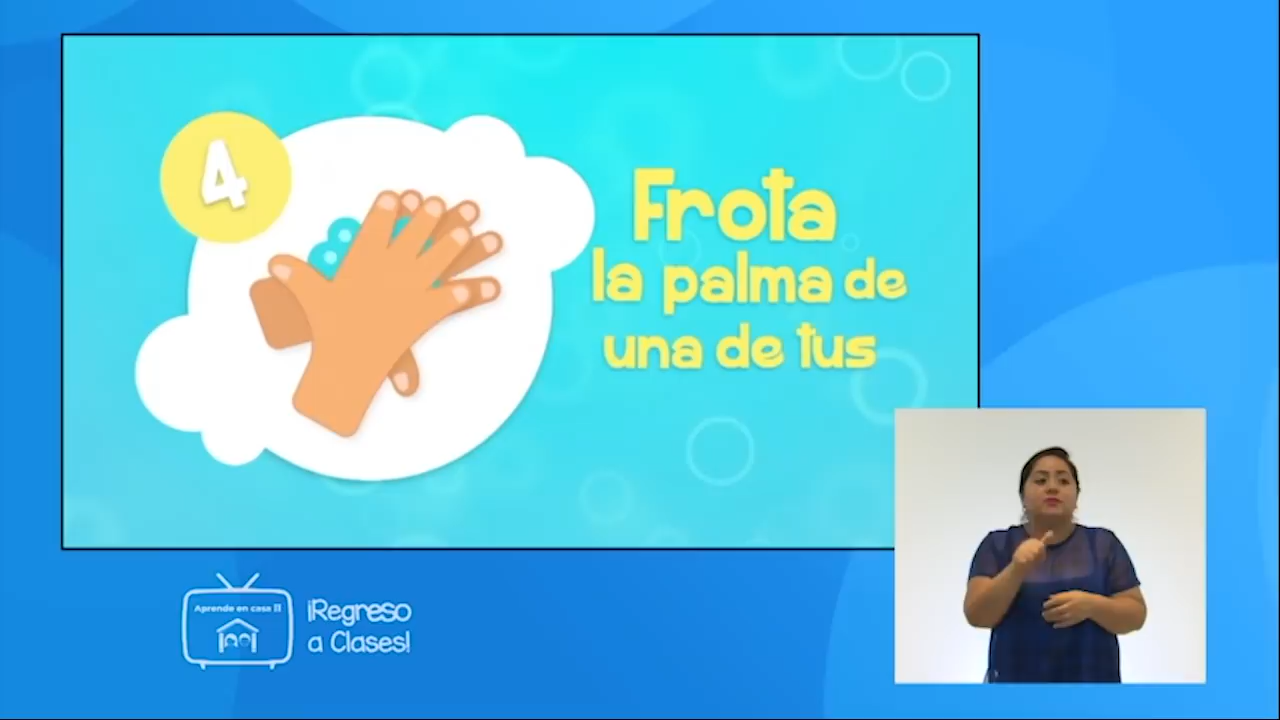 4
Frota
la palma de
una de tus
Aprende en casa II
¡Regreso
a Clases!